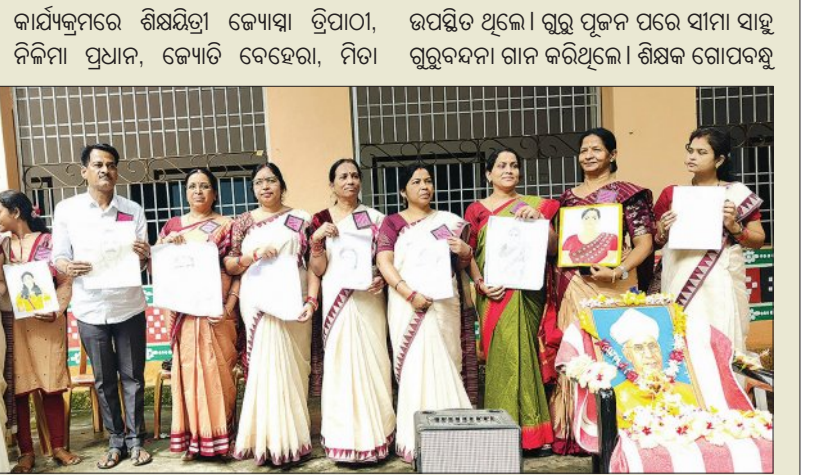 କାର୍ଯ୍ୟକ୍ରମରେ ଶିକ୍ଷୟିତ୍ରୀ ଜ୍ୟୋସ୍ନା ତ୍ରିପାଠୀ,
ନିଳିମା ପ୍ରଧାନ, ଜ୍ୟୋତି ବେହେରା, ମିତା
ଉପସ୍ଥିତ ଥିଲେ। ଗୁରୁ ପୂଜନ ପରେ ସୀମା ସାହୁ
ଗୁରୁବନ୍ଦନା ଗାନ କରିଥିଲେ। ଶିକ୍ଷକ ଗୋପବନ୍ଧୁ